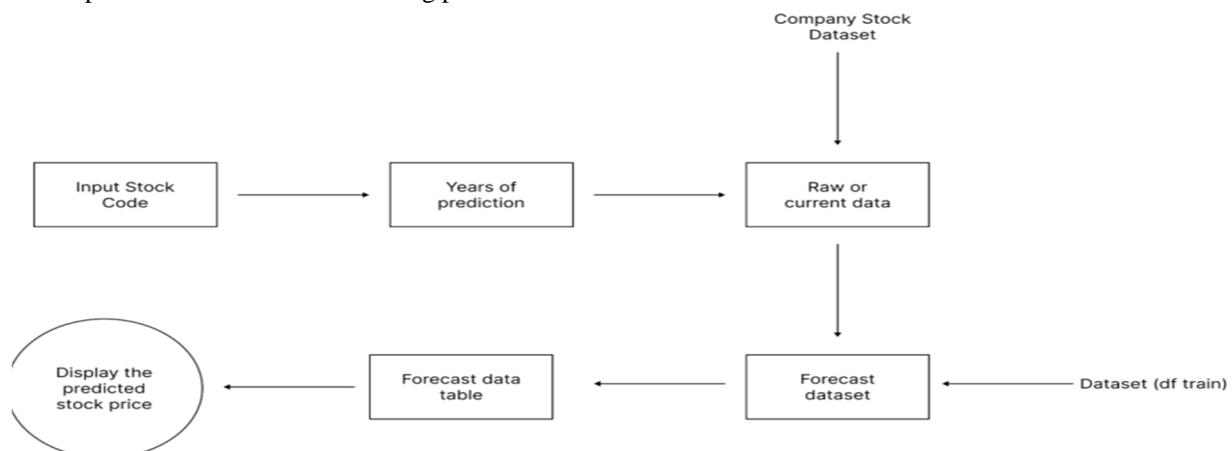 Company Stock
Dataset
Input Stock
Code
Years of
prediction
Raw or
current data
Display the
predicted
stock price
Forecast data
table
Forecast
dataset
Dataset (df train)